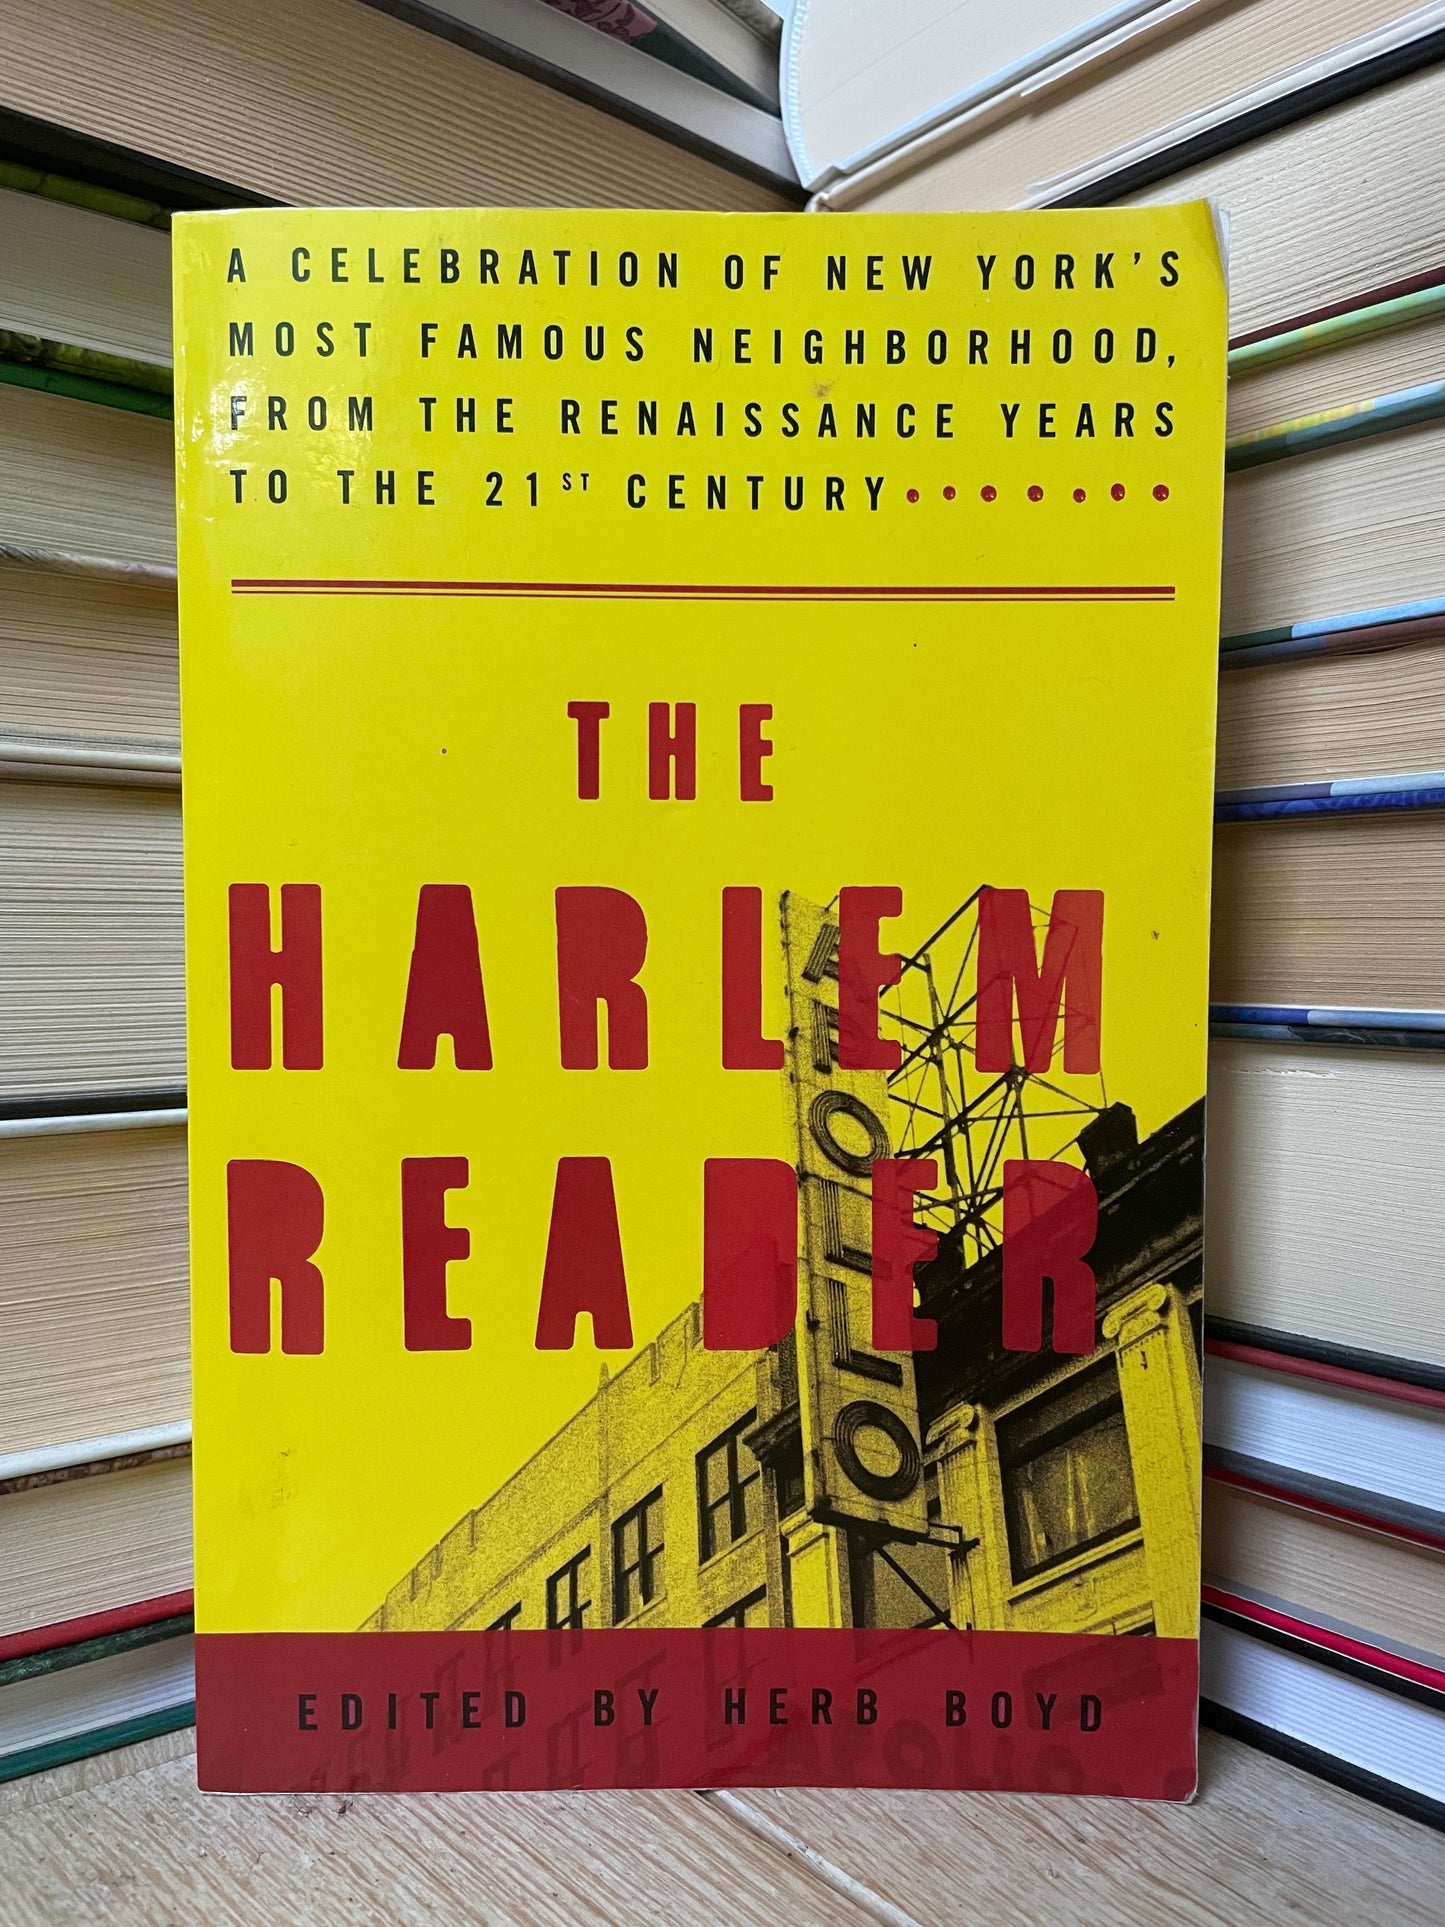 A CELEBRATION OF NEW YORK'S
MOST FAMOUS NEIGHBORHOOD,
FROM THE RENAISSANCE YEARS
TO THE 21ST CENTURY.......
THE
HARLEM
READER
APOLLO
EDITED BY HERB BOYD
APOLLO